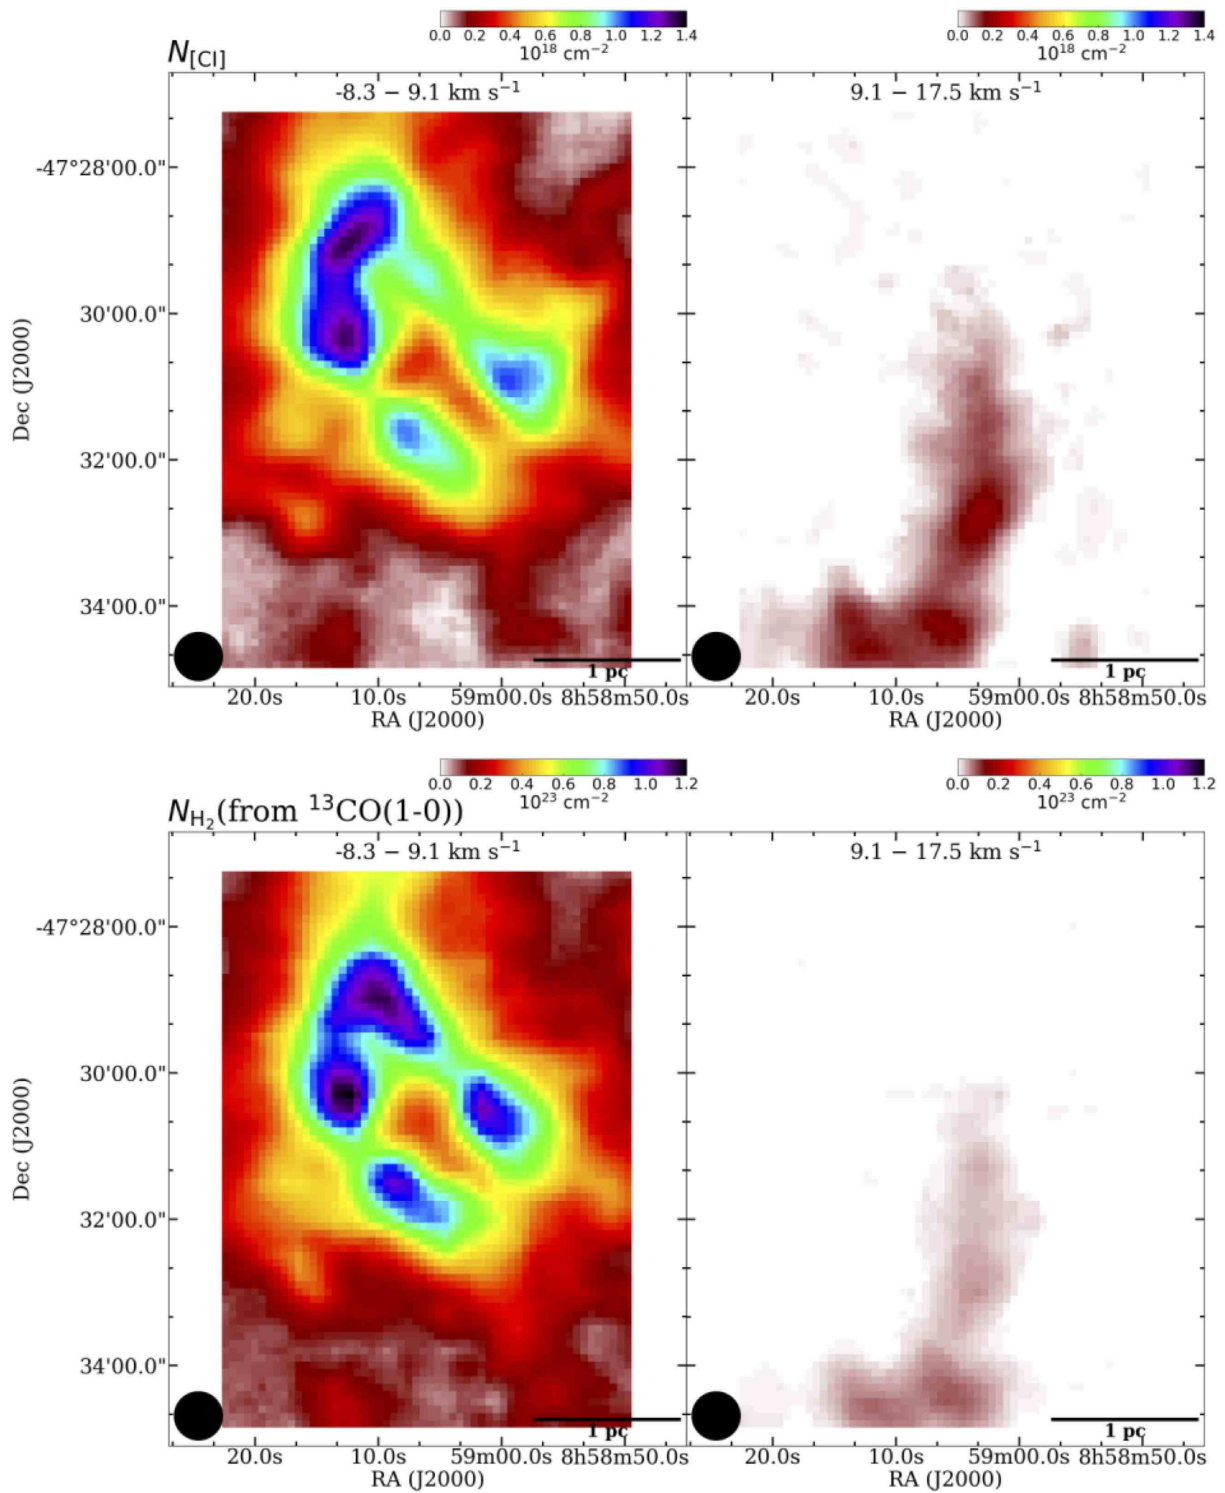 0.0 0.2 0.4 0.6 0.8 1.0 1.2 1.4
10^18 cm−2
0.0 0.2 0.4 0.6 0.8 1.0 1.2 1.4
10^18 cm−2
N[CI]
-8.3 − 9.1 km s−1
9.1 − 17.5 km s−1
-47°28'00.0"
30'00.0"
32'00.0"
34'00.0"
Dec (J2000)
1 pc
1 pc
20.0s 10.0s 59m00.0s 8h58m50.0s
20.0s 10.0s 59m00.0s 8h58m50.0s
RA (J2000)
RA (J2000)
0.0 0.2 0.4 0.6 0.8 1.0 1.2
10^23 cm−2
0.0 0.2 0.4 0.6 0.8 1.0 1.2
10^23 cm−2
NH2(from 13CO(1-0))
-8.3 − 9.1 km s−1
9.1 − 17.5 km s−1
-47°28'00.0"
30'00.0"
32'00.0"
34'00.0"
Dec (J2000)
1 pc
1 pc
20.0s 10.0s 59m00.0s 8h58m50.0s
20.0s 10.0s 59m00.0s 8h58m50.0s
RA (J2000)
RA (J2000)